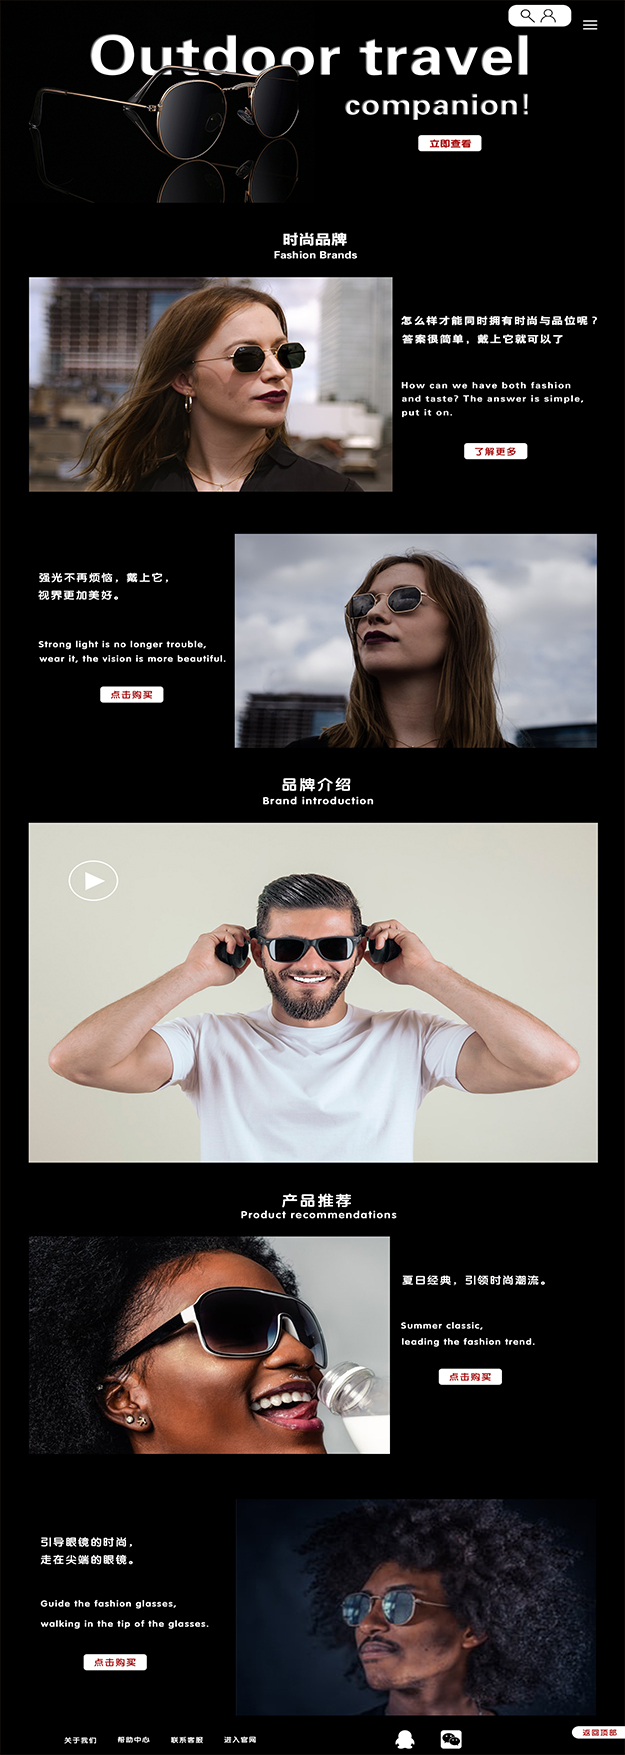 Outdoor travel
companion!
立即查看
时尚品牌
Fashion Brands
怎么样才能同时拥有时尚与品位呢？
答案很简单，戴上它就可以了
How can we have both fashion
and taste? The answer is simple,
put it on.
了解更多
强光不再烦恼，戴上它，
视界更加美好。
Strong light is no longer trouble,
wear it, the vision is more beautiful.
点击购买
品牌介绍
Brand introduction
产品推荐
Product recommendations
夏日经典，引领时尚潮流。
Summer classic,
leading the fashion trend.
点击购买
引导眼镜的时尚，
走在尖端的眼镜。
Guide the fashion glasses,
walking in the tip of the glasses.
点击购买
返回顶部
关于我们 帮助中心 联系客服 进入官网